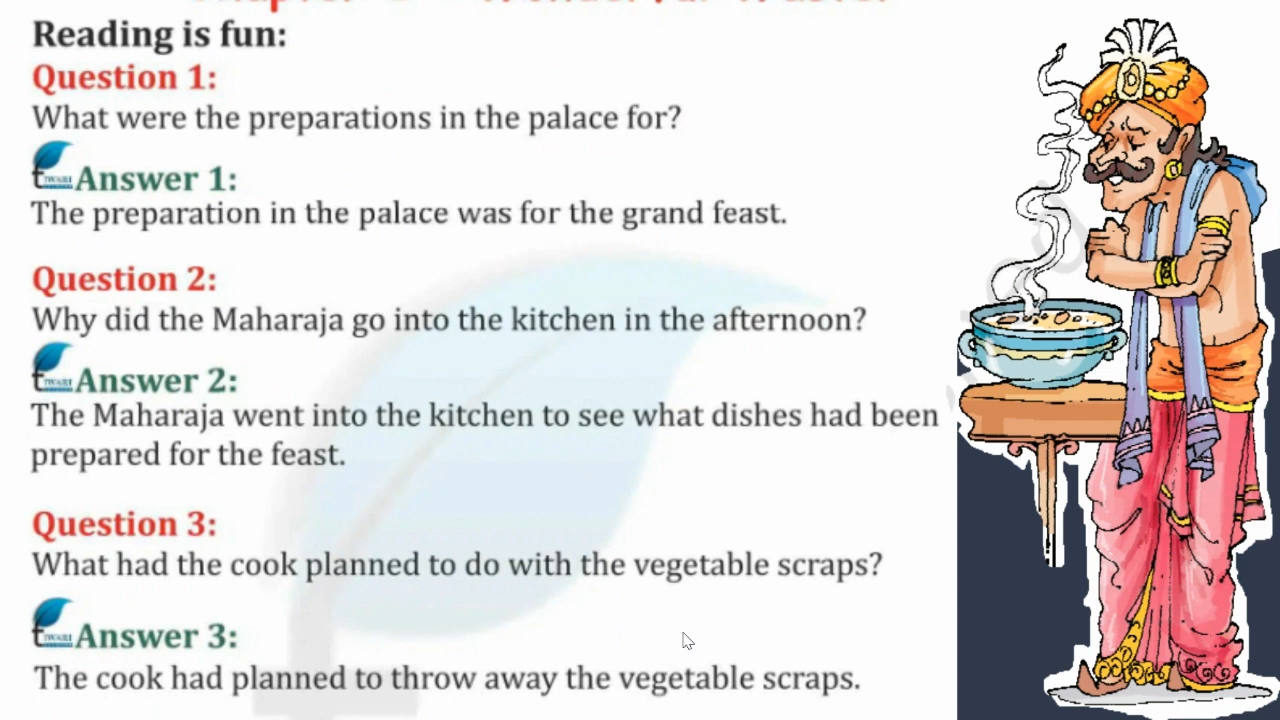 Reading is fun:
Question 1:
What were the preparations in the palace for?
Answer 1:
The preparation in the palace was for the grand feast.
Question 2:
Why did the Maharaja go into the kitchen in the afternoon?
Answer 2:
The Maharaja went into the kitchen to see what dishes had been
prepared for the feast.
Question 3:
What had the cook planned to do with the vegetable scraps?
Answer 3:
The cook had planned to throw away the vegetable scraps.